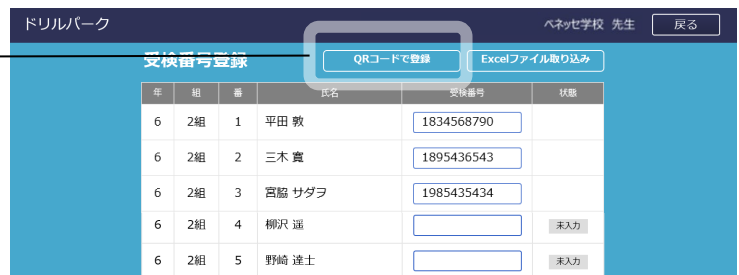 ドリルパーク ベネッセ学校 先生 戻る
受検番号登録 QRコードで登録 Excelファイル取り込み
年 組 番 氏名 受検番号 状態
6 2組 1 平田 敦 1834568790
6 2組 2 三木 寛 1895436543
6 2組 3 宮脇 サダヲ 1985435434
6 2組 4 柳沢 遥 未入力
6 2組 5 野崎 達士 未入力